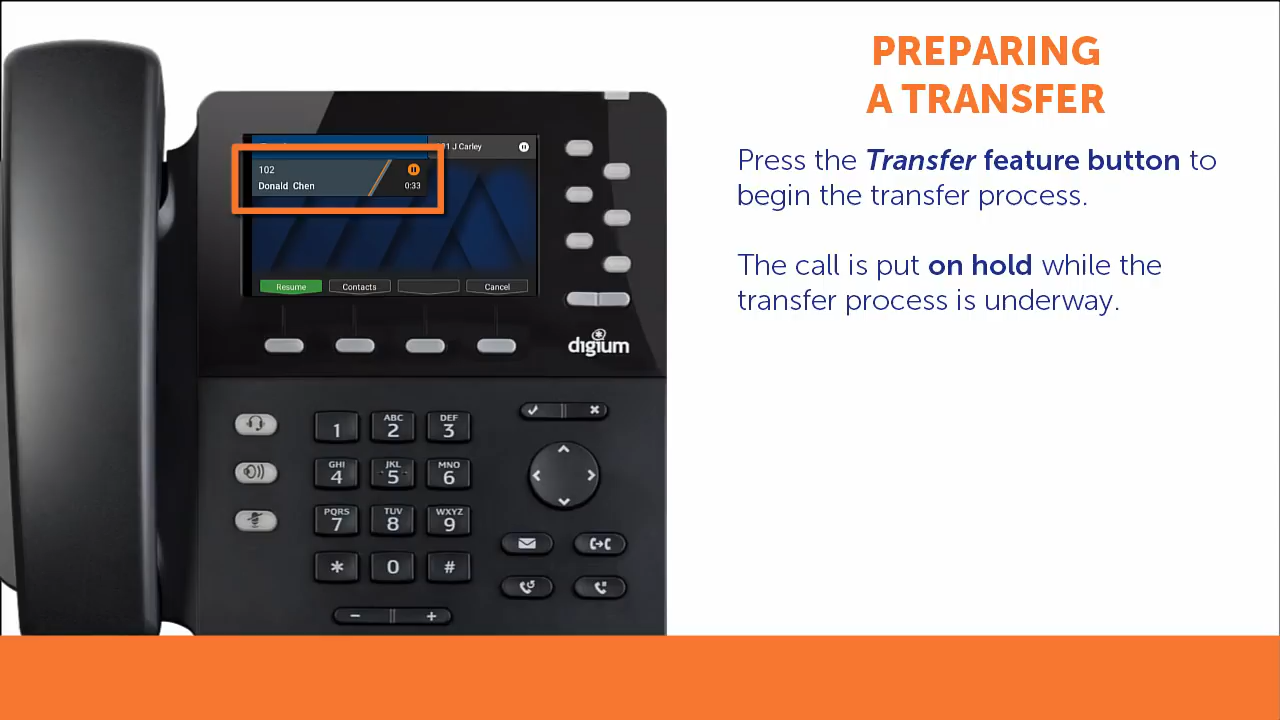 PREPARING
A TRANSFER
Press the Transfer feature button to
begin the transfer process.
The call is put on hold while the
transfer process is underway.
J Carley
102
Donald Chen
0:33
Resume
Contacts
Cancel
digium
1
ABC
2
DEF
3
GHI
4
JKL
5
MNO
6
PQRS
7
TUV
8
WXYZ
9
*
0
#
− +